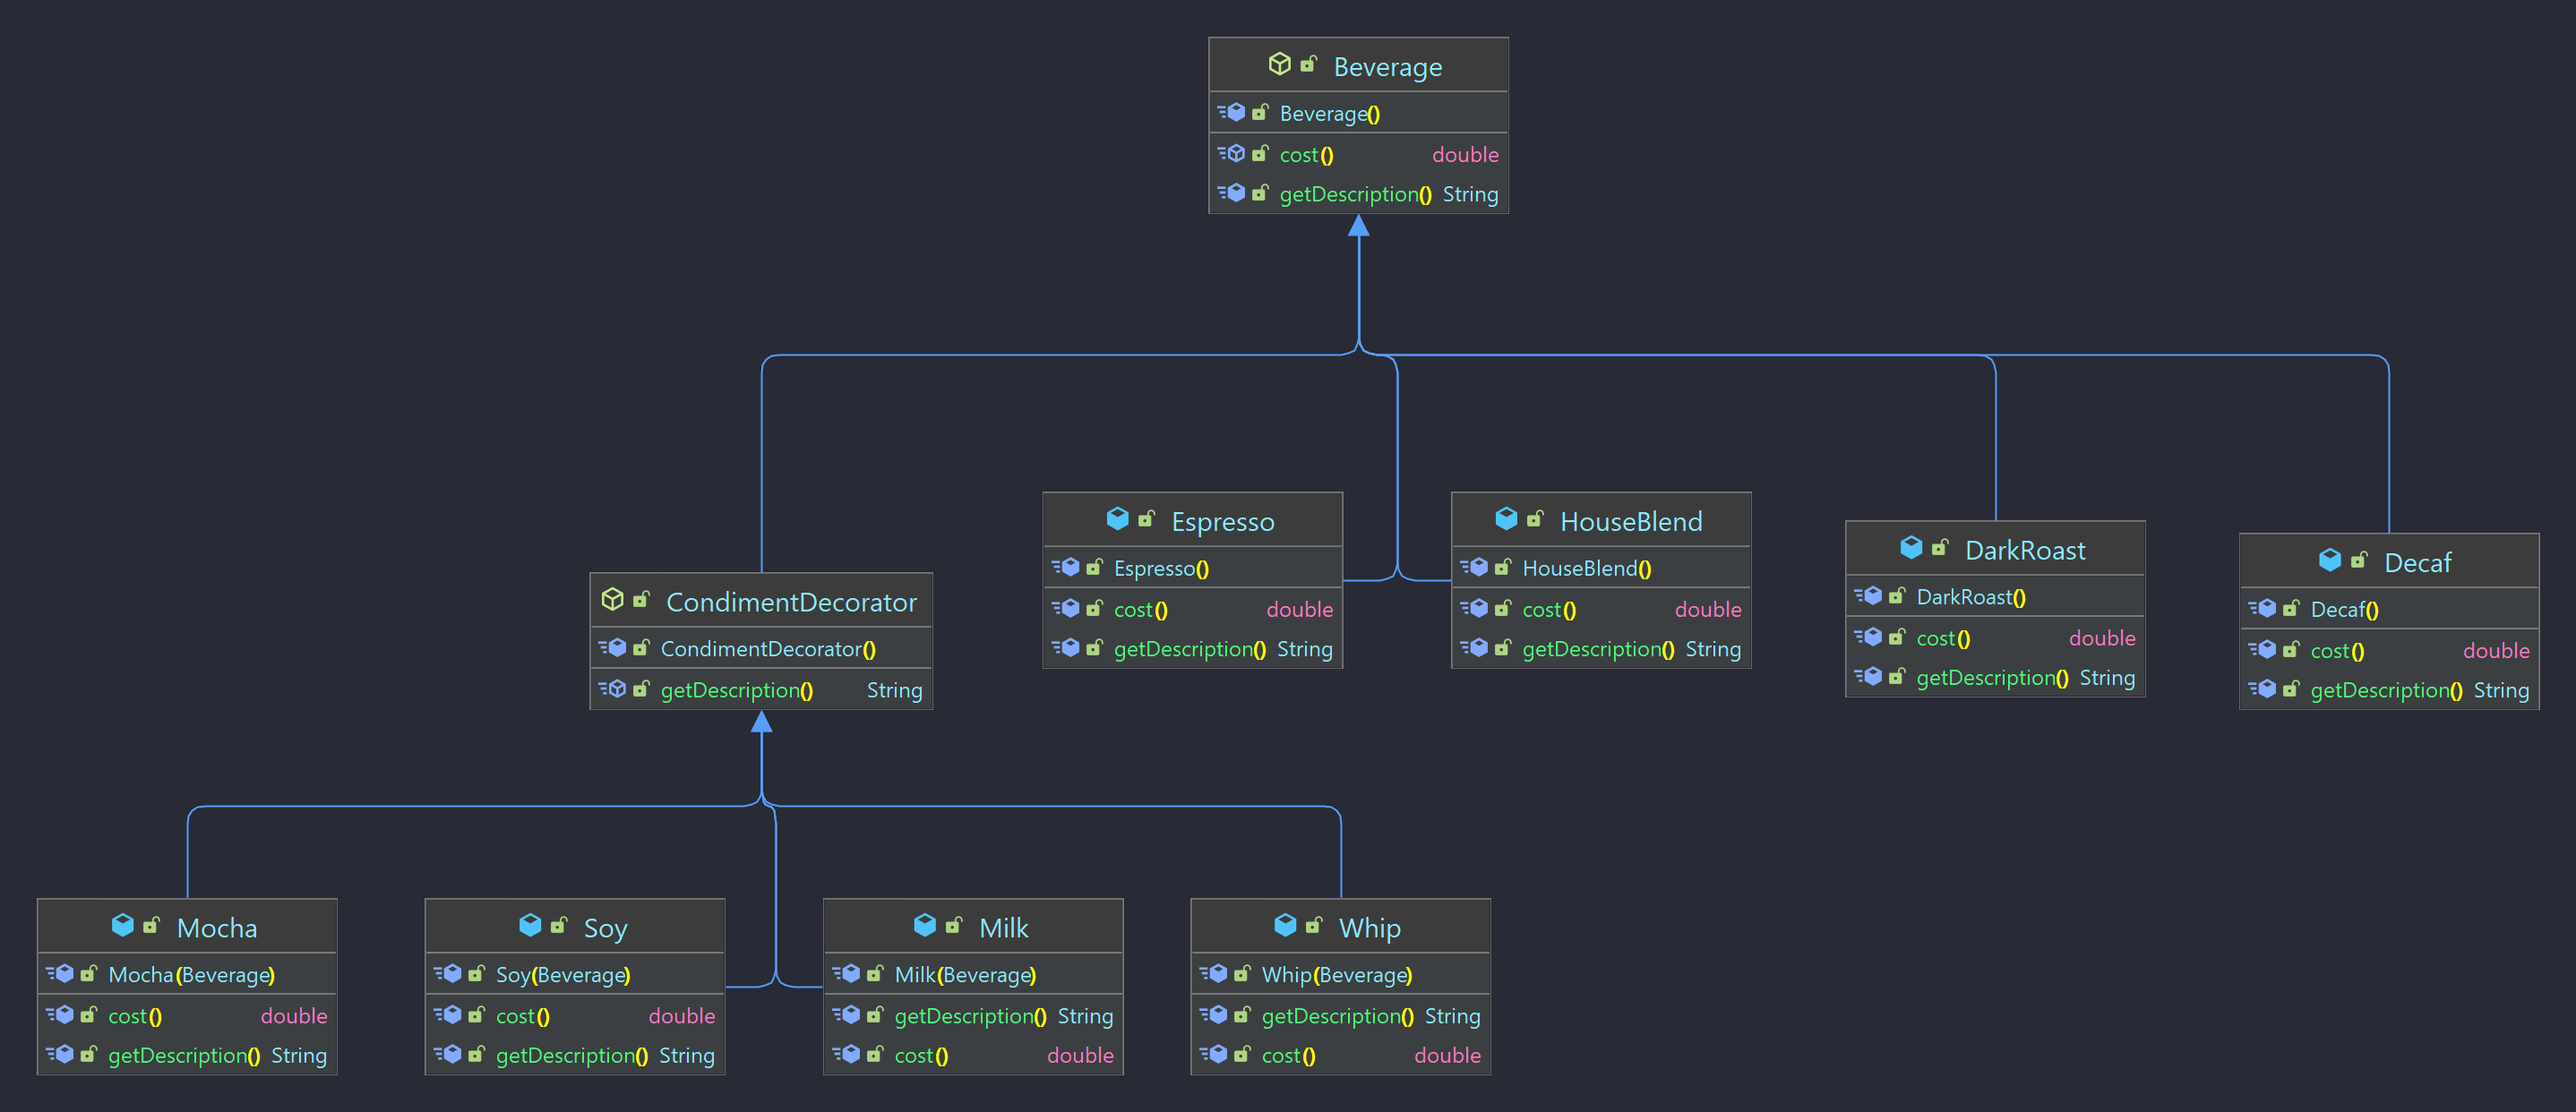 Beverage
Beverage()
cost() double
getDescription() String
Espresso
Espresso()
cost() double
getDescription() String
HouseBlend
HouseBlend()
cost() double
getDescription() String
DarkRoast
DarkRoast()
cost() double
getDescription() String
Decaf
Decaf()
cost() double
getDescription() String
CondimentDecorator
CondimentDecorator()
getDescription() String
Mocha
Mocha(Beverage)
cost() double
getDescription() String
Soy
Soy(Beverage)
cost() double
getDescription() String
Milk
Milk(Beverage)
getDescription() String
cost() double
Whip
Whip(Beverage)
getDescription() String
cost() double